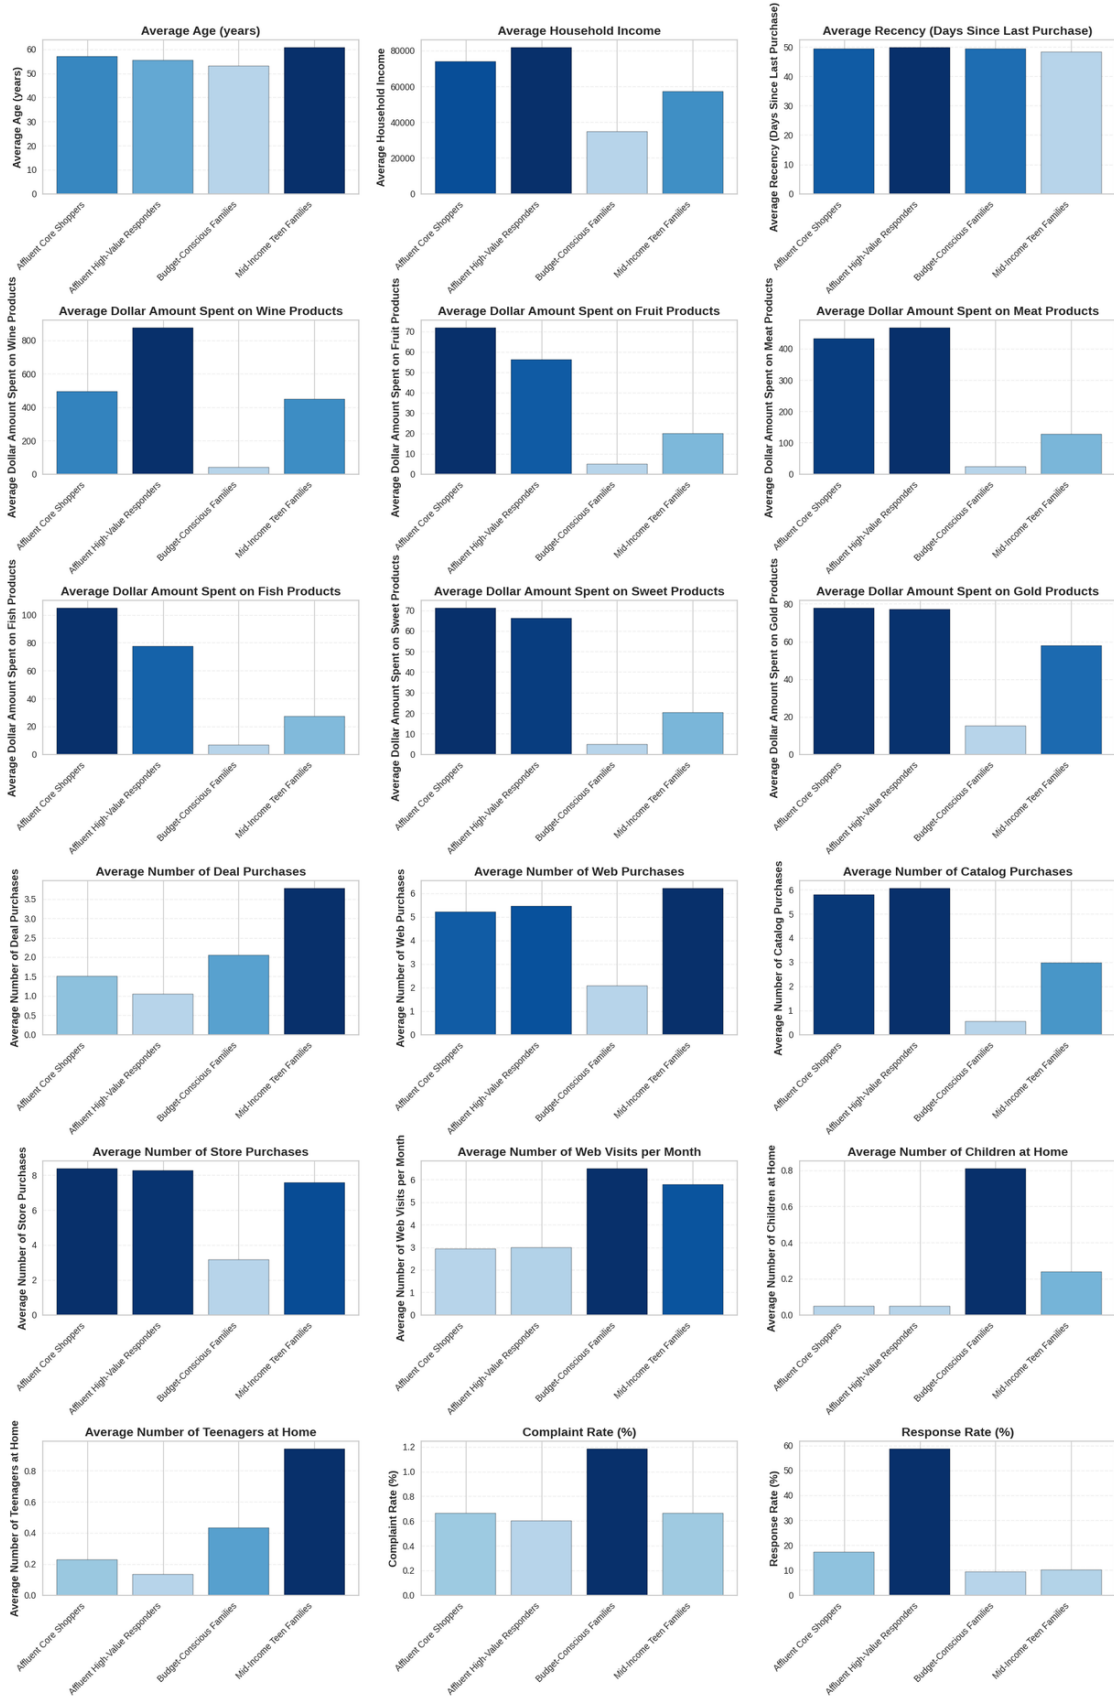 Average Age (years)
Average Age (years)
60
50
40
30
20
10
0
Affluent Core Shoppers
Affluent High-Value Responders
Budget-Conscious Families
Mid-Income Teen Families
Average Household Income
Average Household Income
80000
60000
40000
20000
0
Affluent Core Shoppers
Affluent High-Value Responders
Budget-Conscious Families
Mid-Income Teen Families
Average Recency (Days Since Last Purchase)
Average Recency (Days Since Last Purchase)
50
40
30
20
10
0
Affluent Core Shoppers
Affluent High-Value Responders
Budget-Conscious Families
Mid-Income Teen Families
Average Dollar Amount Spent on Wine Products
Average Dollar Amount Spent on Wine Products
800
600
400
200
0
Affluent Core Shoppers
Affluent High-Value Responders
Budget-Conscious Families
Mid-Income Teen Families
Average Dollar Amount Spent on Fruit Products
Average Dollar Amount Spent on Fruit Products
70
60
50
40
30
20
10
0
Affluent Core Shoppers
Affluent High-Value Responders
Budget-Conscious Families
Mid-Income Teen Families
Average Dollar Amount Spent on Meat Products
Average Dollar Amount Spent on Meat Products
400
300
200
100
0
Affluent Core Shoppers
Affluent High-Value Responders
Budget-Conscious Families
Mid-Income Teen Families
Average Dollar Amount Spent on Fish Products
Average Dollar Amount Spent on Fish Products
100
80
60
40
20
0
Affluent Core Shoppers
Affluent High-Value Responders
Budget-Conscious Families
Mid-Income Teen Families
Average Dollar Amount Spent on Sweet Products
Average Dollar Amount Spent on Sweet Products
70
60
50
40
30
20
10
0
Affluent Core Shoppers
Affluent High-Value Responders
Budget-Conscious Families
Mid-Income Teen Families
Average Dollar Amount Spent on Gold Products
Average Dollar Amount Spent on Gold Products
80
60
40
20
0
Affluent Core Shoppers
Affluent High-Value Responders
Budget-Conscious Families
Mid-Income Teen Families
Average Number of Deal Purchases
Average Number of Deal Purchases
3.5
3.0
2.5
2.0
1.5
1.0
0.5
0.0
Affluent Core Shoppers
Affluent High-Value Responders
Budget-Conscious Families
Mid-Income Teen Families
Average Number of Web Purchases
Average Number of Web Purchases
6
5
4
3
2
1
0
Affluent Core Shoppers
Affluent High-Value Responders
Budget-Conscious Families
Mid-Income Teen Families
Average Number of Catalog Purchases
Average Number of Catalog Purchases
6
5
4
3
2
1
0
Affluent Core Shoppers
Affluent High-Value Responders
Budget-Conscious Families
Mid-Income Teen Families
Average Number of Store Purchases
Average Number of Store Purchases
8
6
4
2
0
Affluent Core Shoppers
Affluent High-Value Responders
Budget-Conscious Families
Mid-Income Teen Families
Average Number of Web Visits per Month
Average Number of Web Visits per Month
6
5
4
3
2
1
0
Affluent Core Shoppers
Affluent High-Value Responders
Budget-Conscious Families
Mid-Income Teen Families
Average Number of Children at Home
Average Number of Children at Home
0.8
0.6
0.4
0.2
0.0
Affluent Core Shoppers
Affluent High-Value Responders
Budget-Conscious Families
Mid-Income Teen Families
Average Number of Teenagers at Home
Average Number of Teenagers at Home
0.8
0.6
0.4
0.2
0.0
Affluent Core Shoppers
Affluent High-Value Responders
Budget-Conscious Families
Mid-Income Teen Families
Complaint Rate (%)
Complaint Rate (%)
1.2
1.0
0.8
0.6
0.4
0.2
0.0
Affluent Core Shoppers
Affluent High-Value Responders
Budget-Conscious Families
Mid-Income Teen Families
Response Rate (%)
Response Rate (%)
60
50
40
30
20
10
0
Affluent Core Shoppers
Affluent High-Value Responders
Budget-Conscious Families
Mid-Income Teen Families